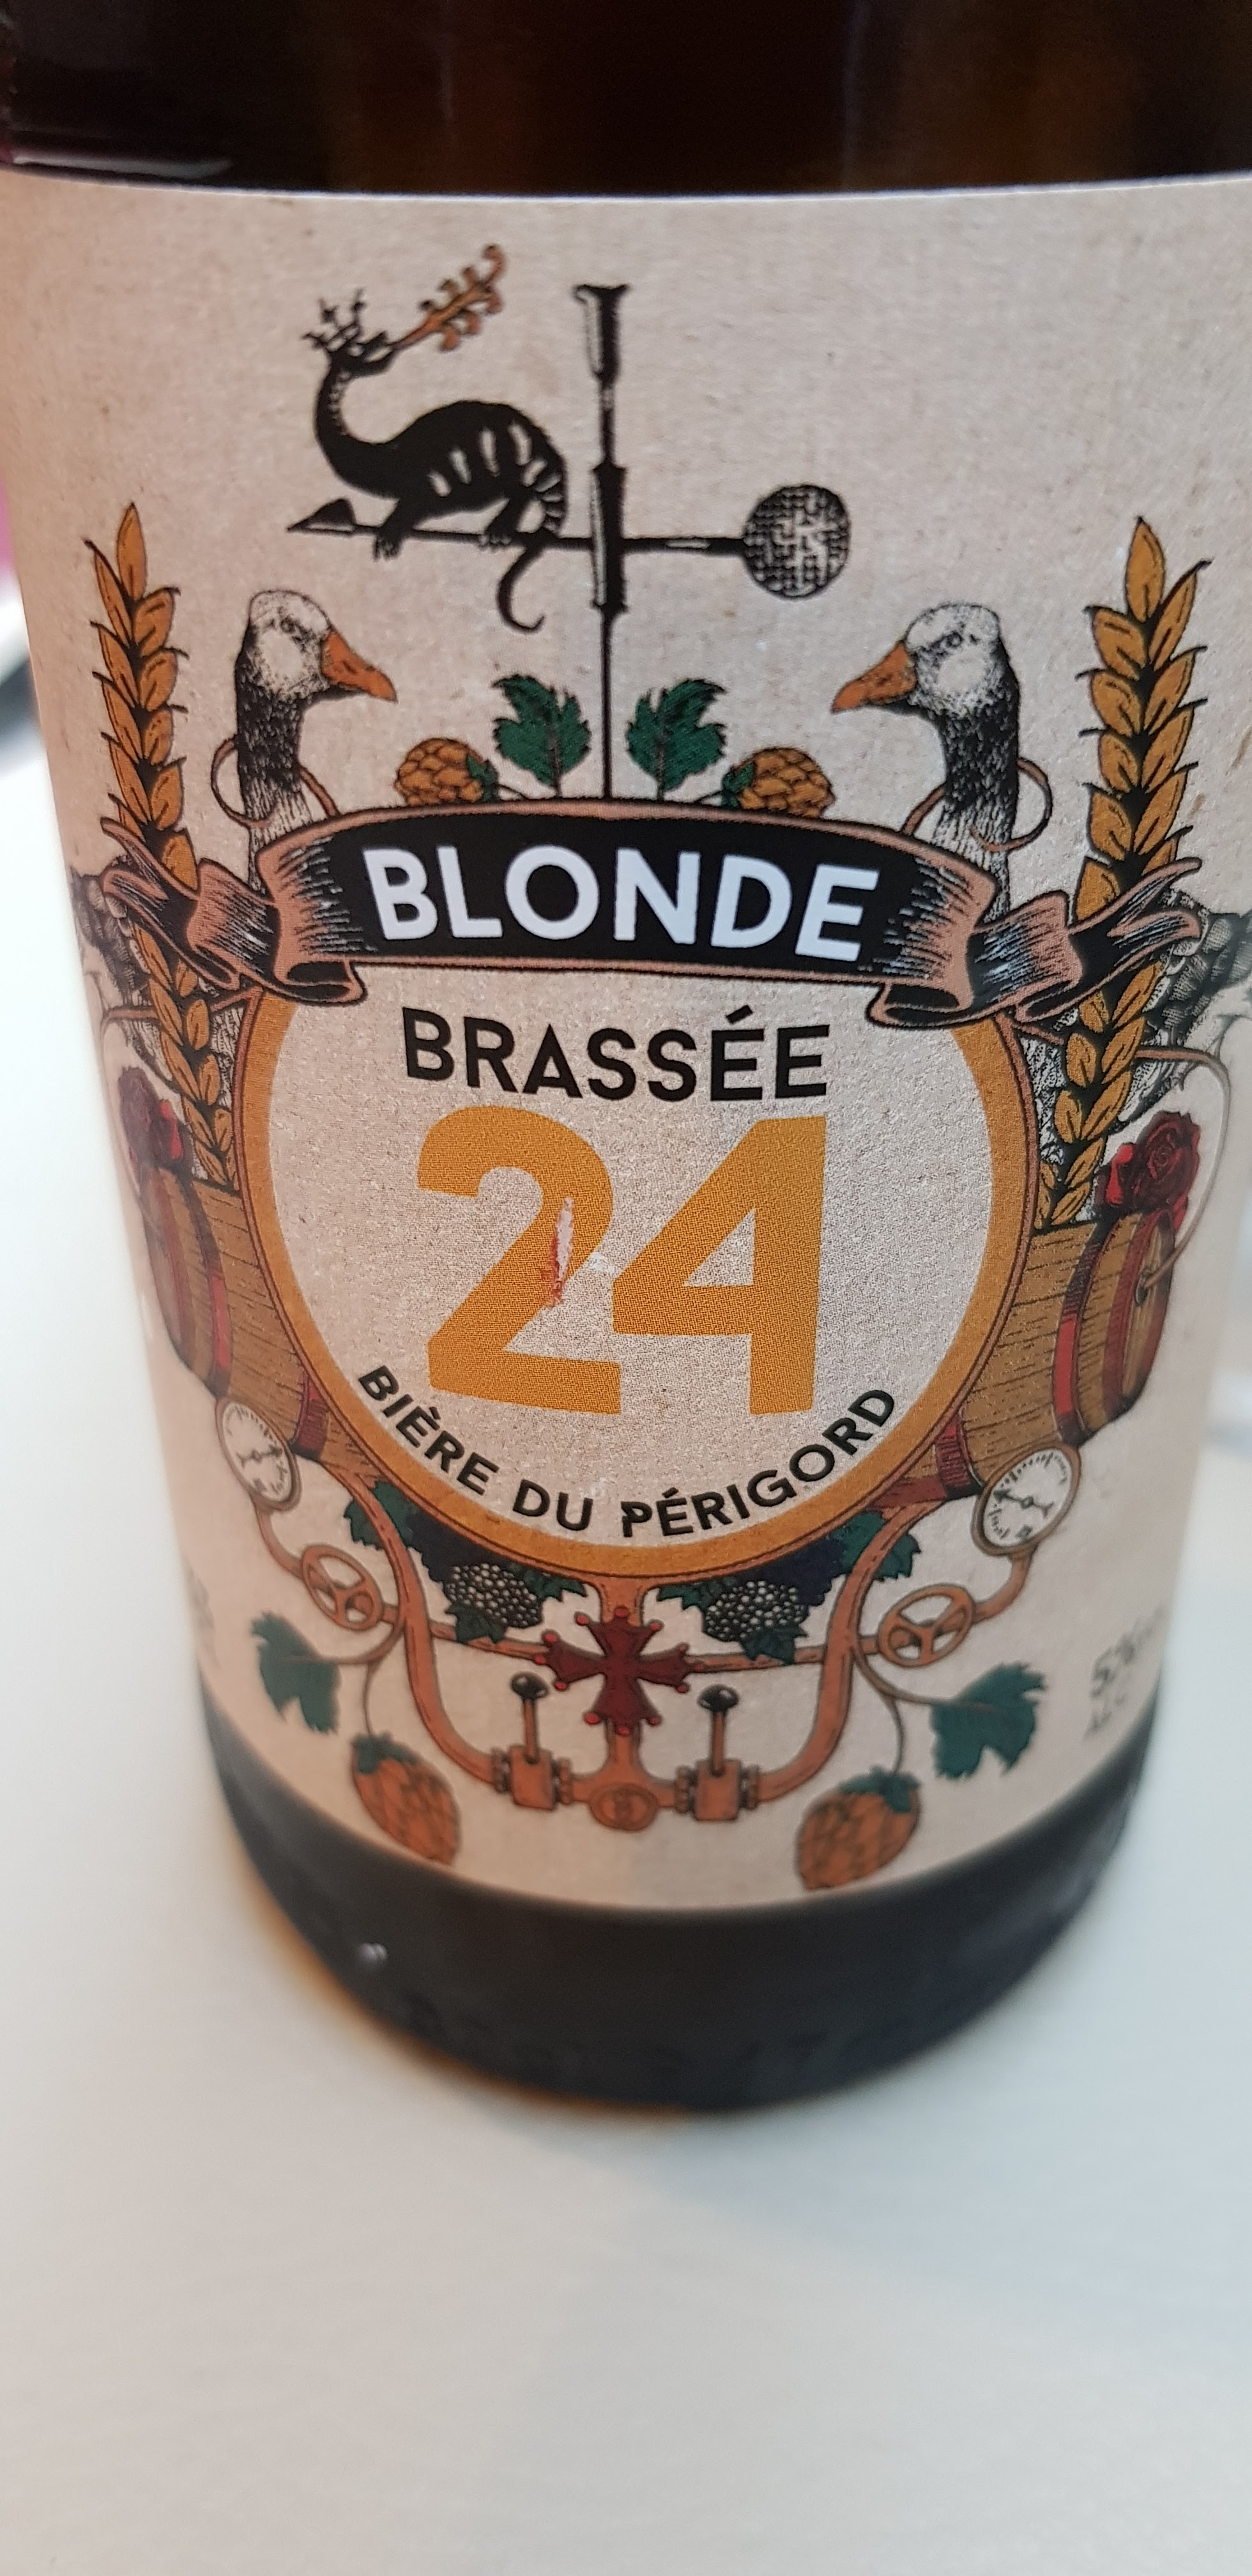 BLONDE
BRASSÉE
24
BIÈRE DU PÉRIGORD